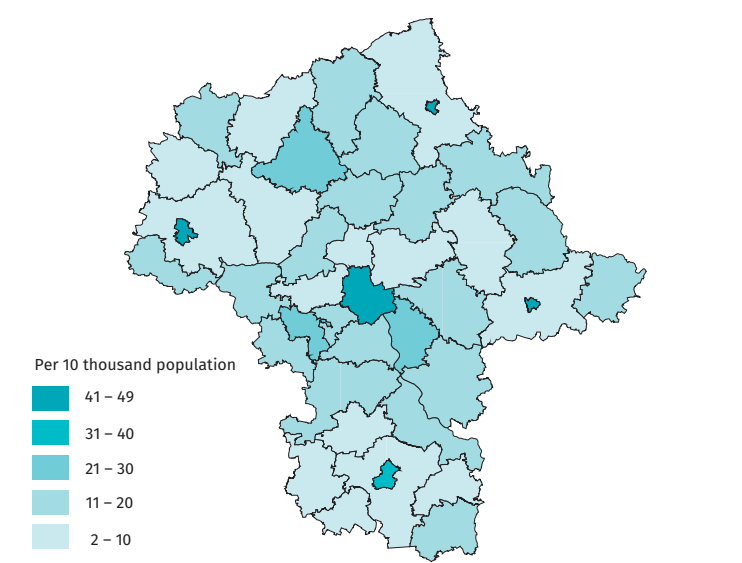 Per 10 thousand population
41 – 49
31 – 40
21 – 30
11 – 20
2 – 10